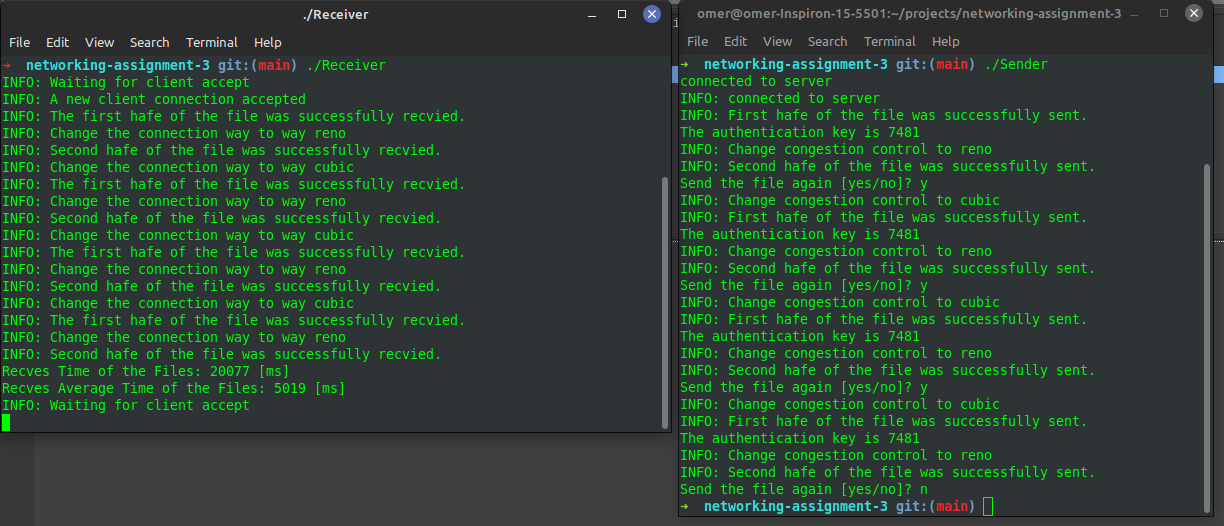 ./Receiver
File Edit View Search Terminal Help
→ networking-assignment-3 git:(main) ./Receiver
INFO: Waiting for client accept
INFO: A new client connection accepted
INFO: The first hafe of the file was successfully recvied.
INFO: Change the connection way to way reno
INFO: Second hafe of the file was successfully recvied.
INFO: Change the connection way to way cubic
INFO: The first hafe of the file was successfully recvied.
INFO: Change the connection way to way reno
INFO: Second hafe of the file was successfully recvied.
INFO: Change the connection way to way cubic
INFO: The first hafe of the file was successfully recvied.
INFO: Change the connection way to way reno
INFO: Second hafe of the file was successfully recvied.
INFO: Change the connection way to way cubic
INFO: The first hafe of the file was successfully recvied.
INFO: Change the connection way to way reno
INFO: Second hafe of the file was successfully recvied.
Recves Time of the Files: 20077 [ms]
Recves Average Time of the Files: 5019 [ms]
INFO: Waiting for client accept
omer@omer-Inspiron-15-5501:~/projects/networking-assignment-3
File Edit View Search Terminal Help
→ networking-assignment-3 git:(main) ./Sender
connected to server
INFO: connected to server
INFO: First hafe of the file was successfully sent.
The authentication key is 7481
INFO: Change congestion control to reno
INFO: Second hafe of the file was successfully sent.
Send the file again [yes/no]? y
INFO: Change congestion control to cubic
INFO: First hafe of the file was successfully sent.
The authentication key is 7481
INFO: Change congestion control to reno
INFO: Second hafe of the file was successfully sent.
Send the file again [yes/no]? y
INFO: Change congestion control to cubic
INFO: First hafe of the file was successfully sent.
The authentication key is 7481
INFO: Change congestion control to reno
INFO: Second hafe of the file was successfully sent.
Send the file again [yes/no]? y
INFO: Change congestion control to cubic
INFO: First hafe of the file was successfully sent.
The authentication key is 7481
INFO: Change congestion control to reno
INFO: Second hafe of the file was successfully sent.
Send the file again [yes/no]? n
→ networking-assignment-3 git:(main)